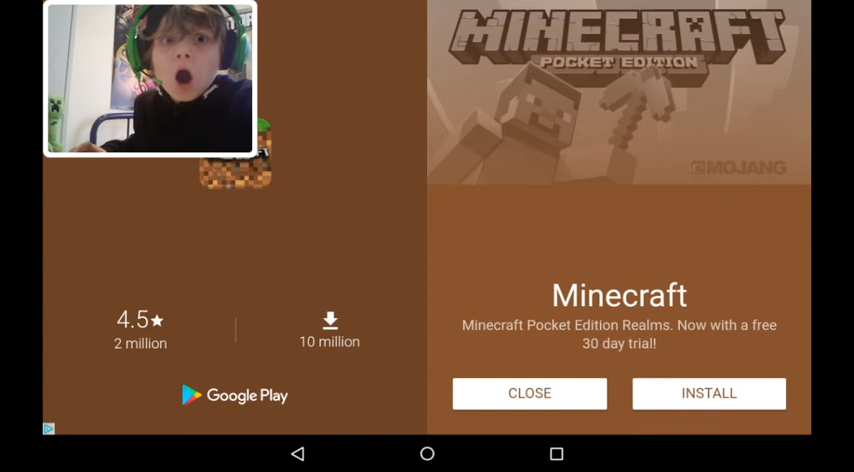 MINECRAFT
POCKET EDITION
MOJANG
4.5★
2 million
10 million
Google Play
Minecraft
Minecraft Pocket Edition Realms. Now with a free
30 day trial!
CLOSE
INSTALL